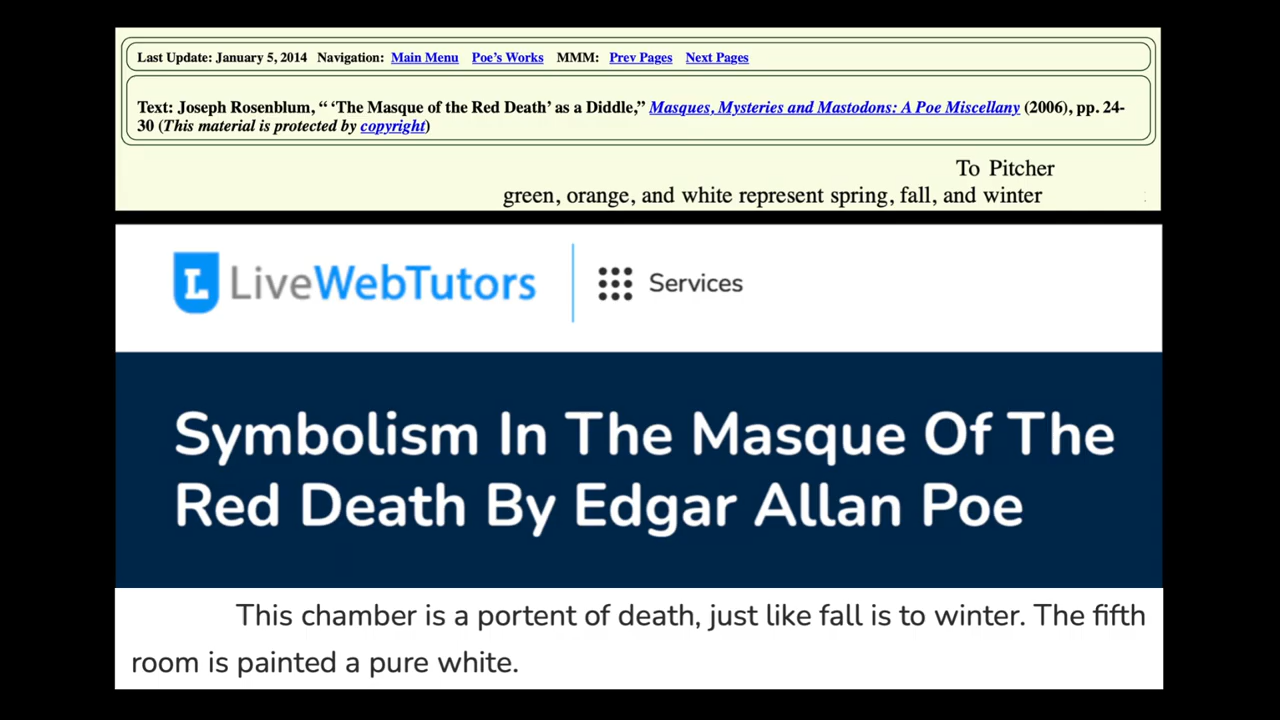 Last Update: January 5, 2014 Navigation: Main Menu Poe's Works MMM: Prev Pages Next Pages
Text: Joseph Rosenblum, “ ‘The Masque of the Red Death’ as a Diddle,” Masques, Mysteries and Mastodons: A Poe Miscellany (2006), pp. 24-
30 (This material is protected by copyright)
To Pitcher
green, orange, and white represent spring, fall, and winter
L LiveWebTutors Services
Symbolism In The Masque Of The
Red Death By Edgar Allan Poe
This chamber is a portent of death, just like fall is to winter. The fifth
room is painted a pure white.